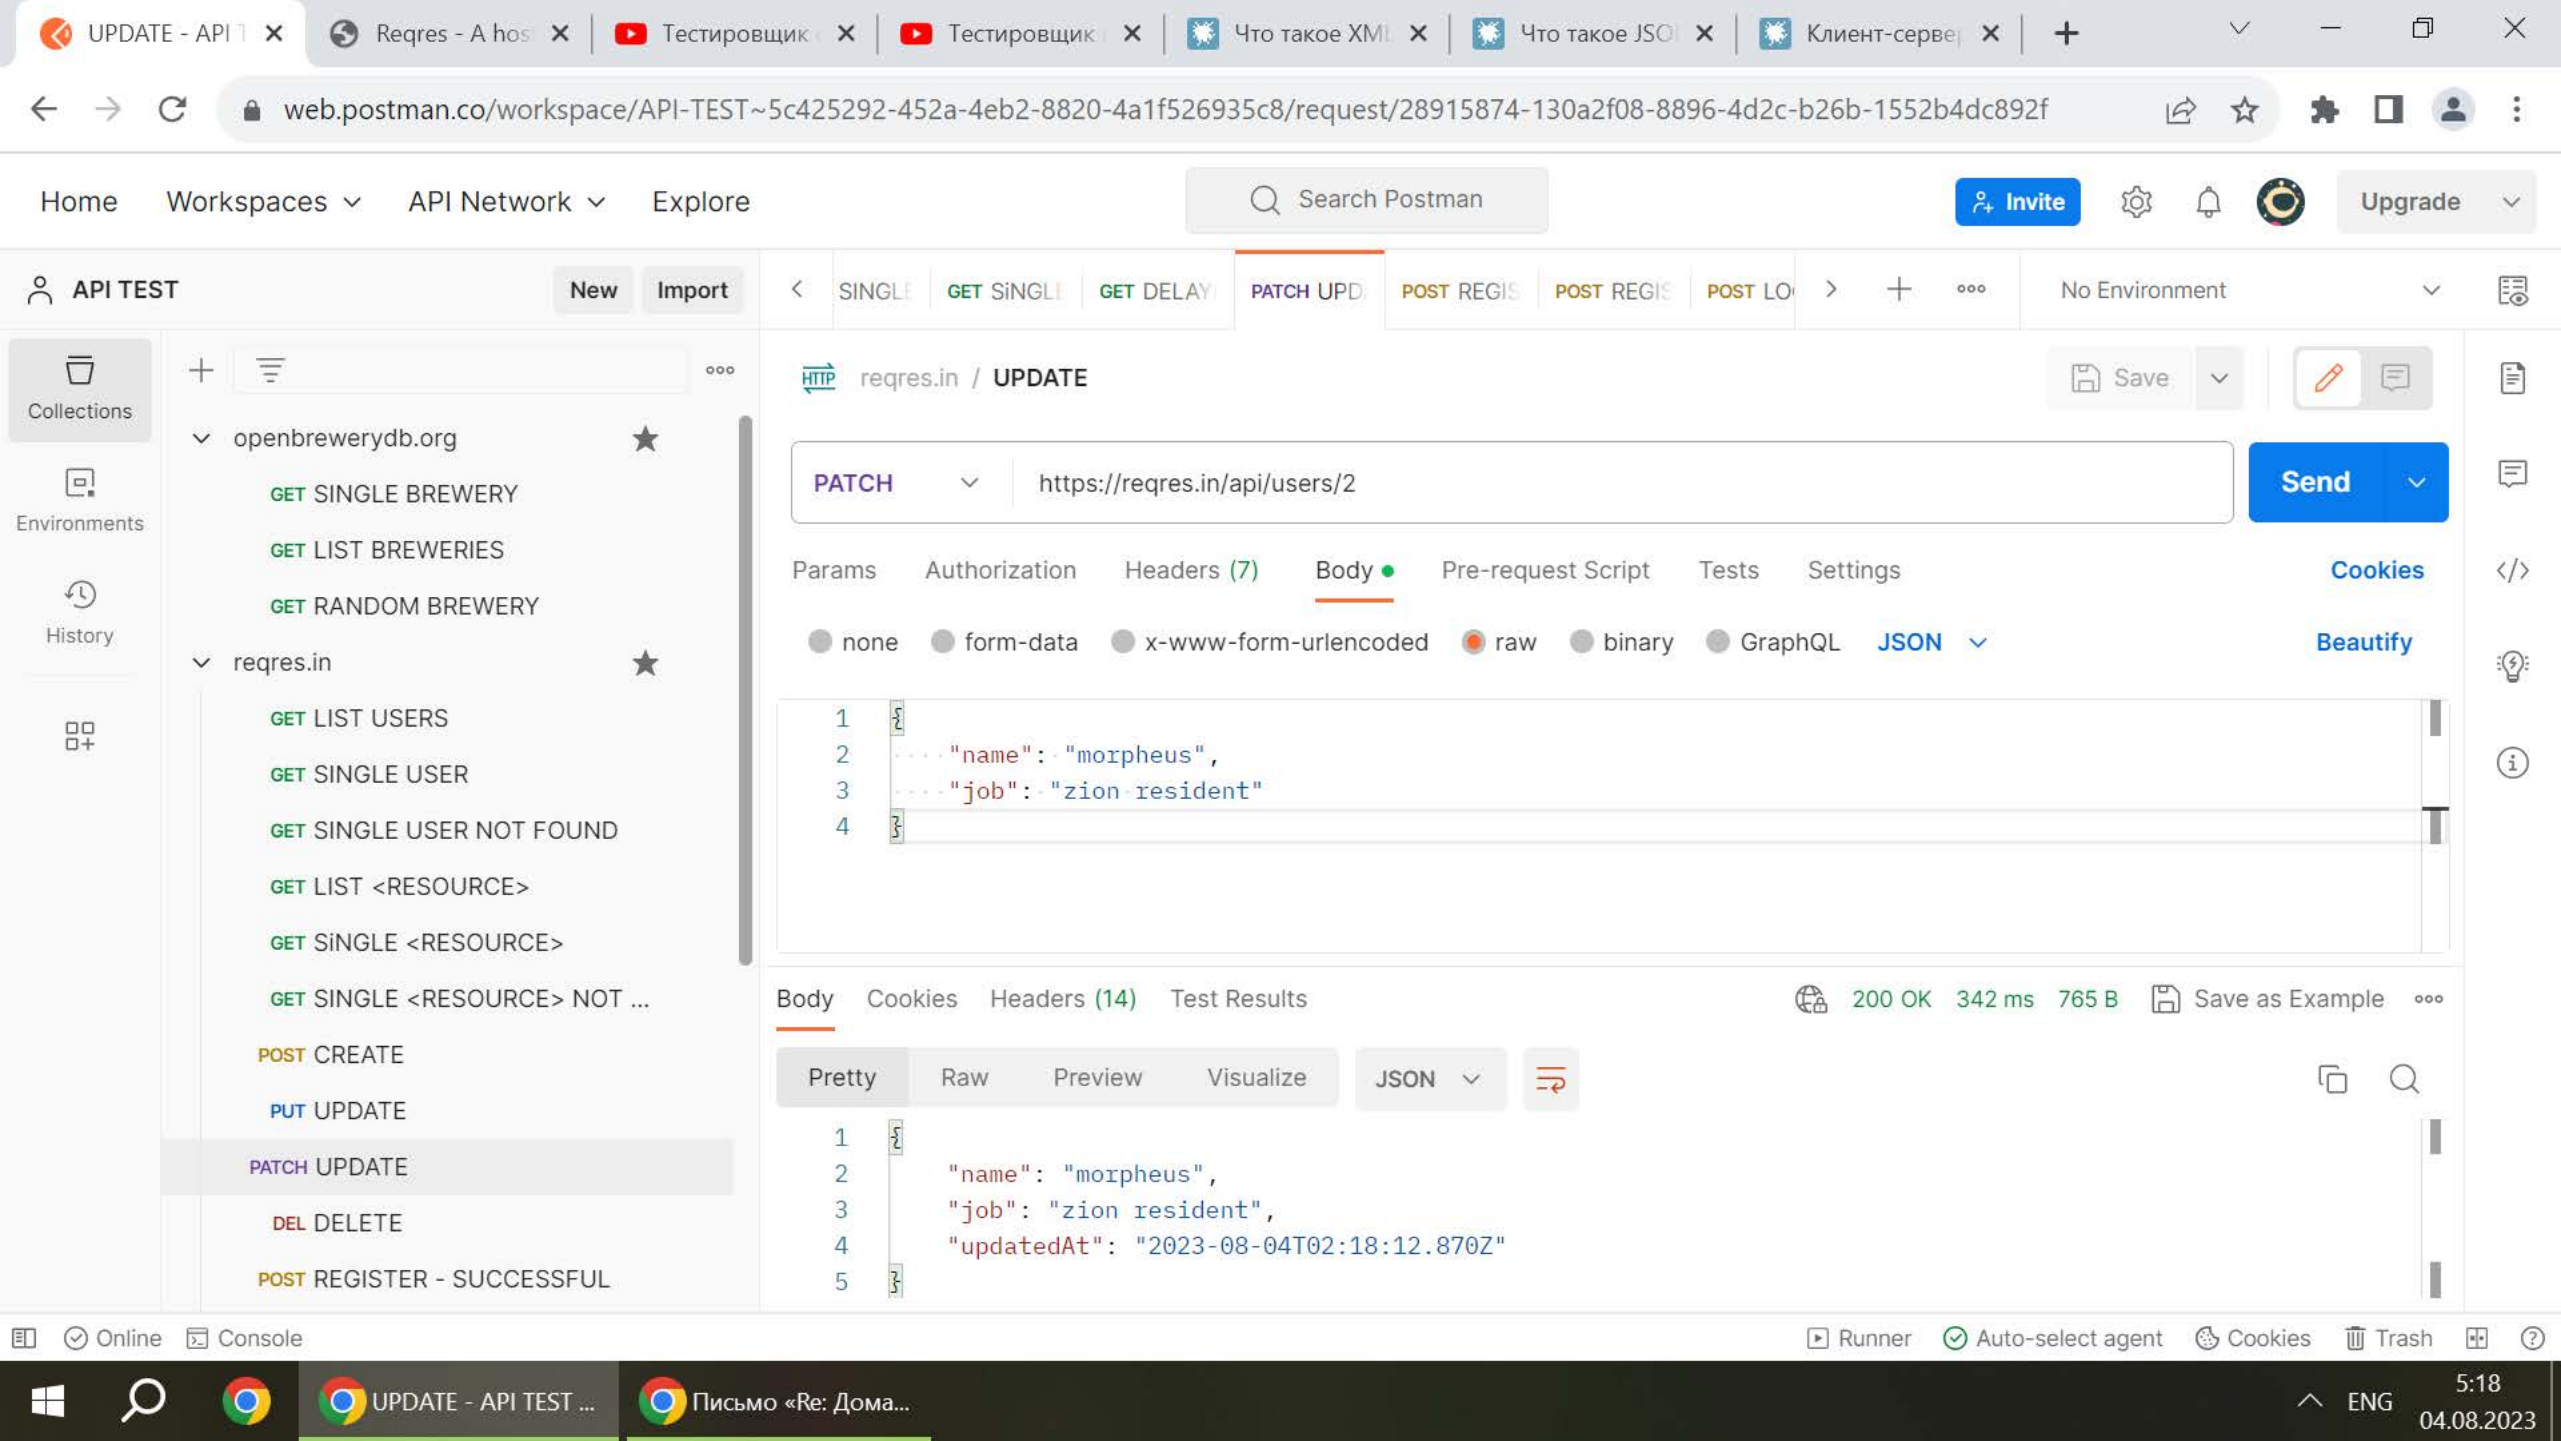 UPDATE - API T
Reqres - A hos
Тестировщик
Тестировщик
Что такое XML
Что такое JSO
Клиент-сервер
web.postman.co/workspace/API-TEST~5c425292-452a-4eb2-8820-4a1f526935c8/request/28915874-130a2f08-8896-4d2c-b26b-1552b4dc892f
Home Workspaces API Network Explore
Search Postman
Invite
Upgrade
API TEST
New Import
SINGLE
GET SiNGLE
GET DELAY
PATCH UPD
POST REGIS
POST REGIS
POST LO
No Environment
Collections
Environments
History
openbrewerydb.org
GET SINGLE BREWERY
GET LIST BREWERIES
GET RANDOM BREWERY
reqres.in
GET LIST USERS
GET SINGLE USER
GET SINGLE USER NOT FOUND
GET LIST <RESOURCE>
GET SiNGLE <RESOURCE>
GET SINGLE <RESOURCE> NOT ...
POST CREATE
PUT UPDATE
PATCH UPDATE
DEL DELETE
POST REGISTER - SUCCESSFUL
HTTP reqres.in / UPDATE
Save
PATCH https://reqres.in/api/users/2
Send
Params Authorization Headers (7) Body Pre-request Script Tests Settings Cookies
none form-data x-www-form-urlencoded raw binary GraphQL JSON Beautify
1 {
2 "name": "morpheus",
3 "job": "zion resident"
4 }
Body Cookies Headers (14) Test Results
200 OK 342 ms 765 B Save as Example
Pretty Raw Preview Visualize JSON
1 {
2 "name": "morpheus",
3 "job": "zion resident",
4 "updatedAt": "2023-08-04T02:18:12.870Z"
5 }
Online Console
Runner Auto-select agent Cookies Trash
UPDATE - API TEST ...
Письмо «Re: Дома...
ENG
5:18
04.08.2023